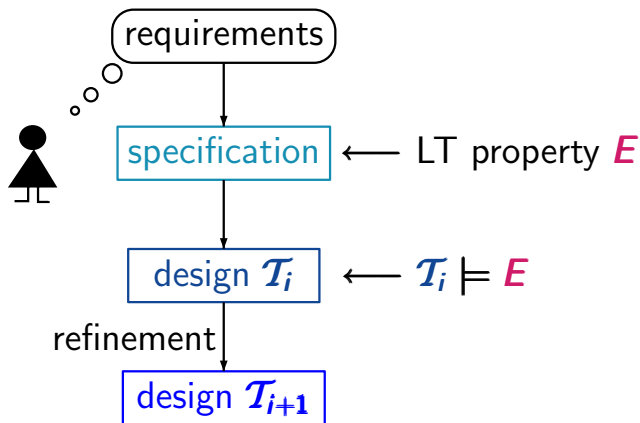 requirements
specification ← LT property E
design 𝒯ᵢ ← 𝒯ᵢ ⊨ E
refinement
design 𝒯ᵢ₊₁